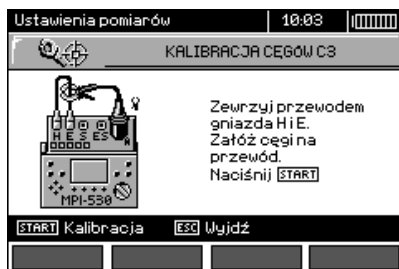 Ustawienia pomiarów 10:03
KALIBRACJA CĘGÓW C3
Zewrzyj przewodem
gniazda H i E.
Załóż cęgi na
przewód.
Naciśnij START
H E S ES
MPI-530
START Kalibracja ESC Wyjdź